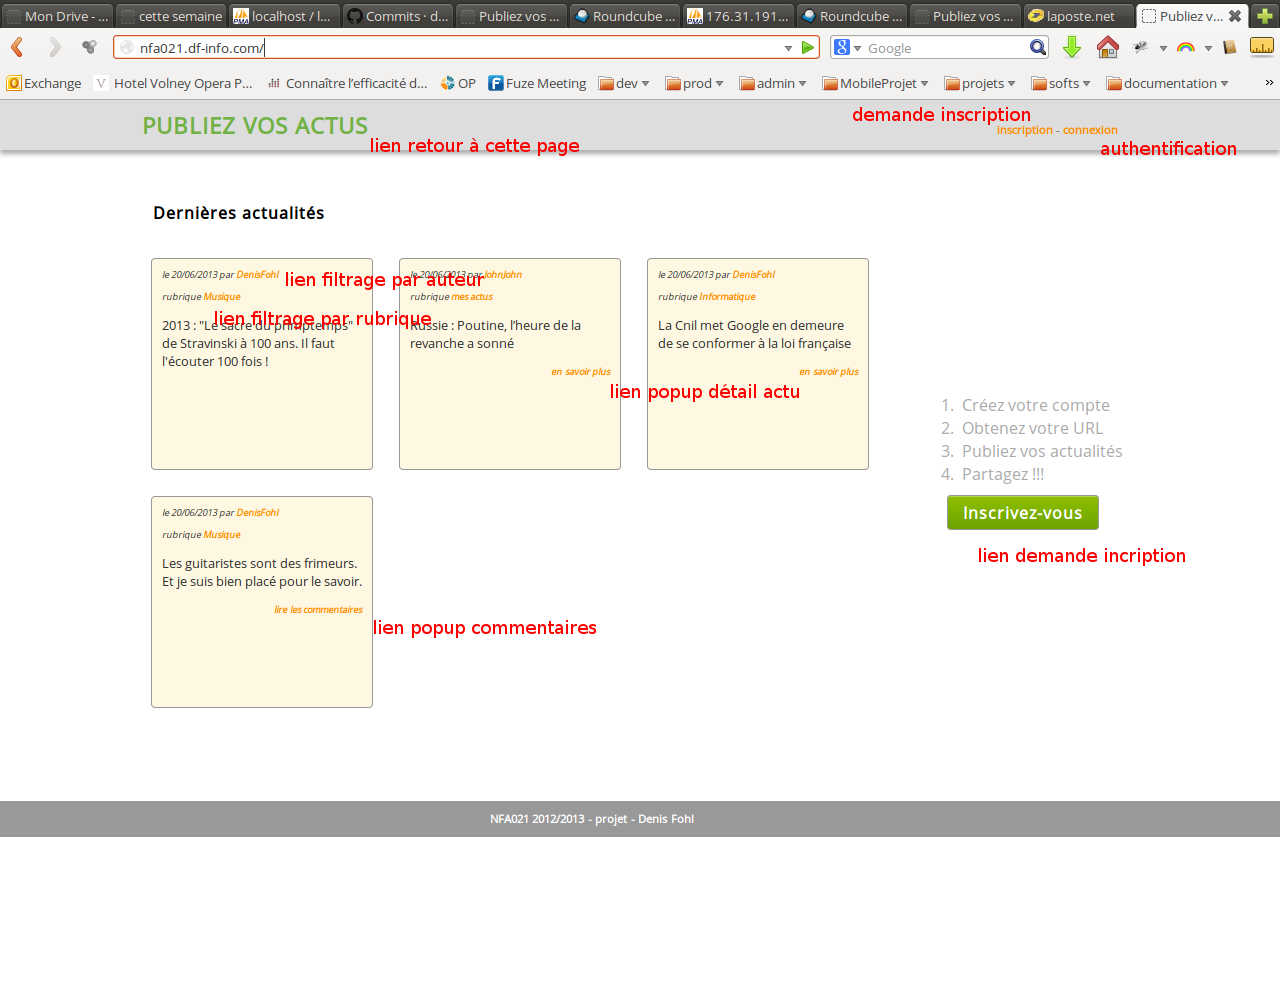 Mon Drive - ...
cette semaine
localhost / l...
Commits · d...
Publiez vos ...
Roundcube ...
176.31.191...
Roundcube ...
Publiez vos ...
laposte.net
Publiez v...
nfa021.df-info.com/
Google
Exchange
Hotel Volney Opera P...
Connaître l'efficacité d...
OP
Fuze Meeting
dev
prod
admin
MobileProjet
projets
softs
documentation
»
PUBLIEZ VOS ACTUS
lien retour à cette page
demande inscription
Inscription - connexion
authentification
Dernières actualités
le 20/06/2013 par DenisFohl
lien filtrage par auteur
rubrique Musique
lien filtrage par rubrique
2013 : "Le sacre du primptemps"
de Stravinski à 100 ans. Il faut
l'écouter 100 fois !
le 20/06/2013 par JohnJohn
rubrique mes actus
Russie : Poutine, l'heure de la
revanche a sonné
en savoir plus
lien popup détail actu
le 20/06/2013 par DenisFohl
rubrique Informatique
La Cnil met Google en demeure
de se conformer à la loi française
en savoir plus
1. Créez votre compte
2. Obtenez votre URL
3. Publiez vos actualités
4. Partagez !!!
Inscrivez-vous
lien demande incription
le 20/06/2013 par DenisFohl
rubrique Musique
Les guitaristes sont des frimeurs.
Et je suis bien placé pour le savoir.
lire les commentaires
lien popup commentaires
NFA021 2012/2013 - projet - Denis Fohl